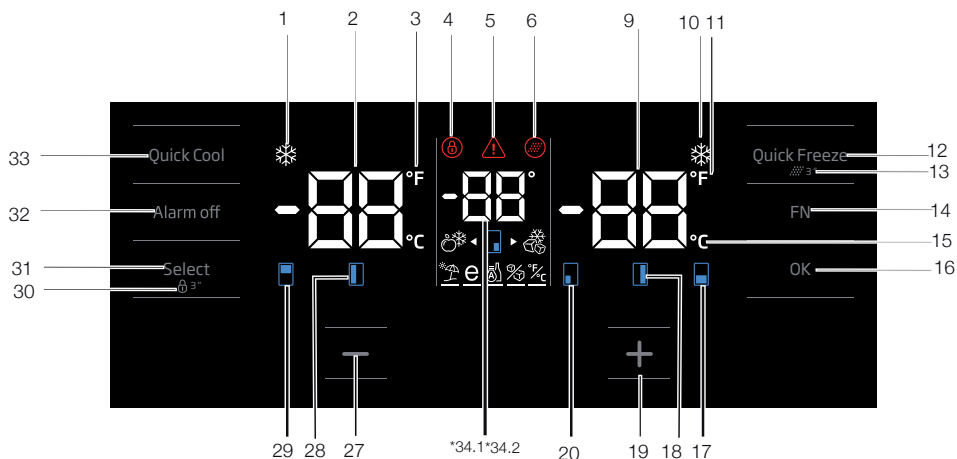 1 2 3 4 5 6 9 10 11
33 Quick Cool °F ° °F Quick Freeze 12
3" 13
-88 -88 -88
32 Alarm off FN 14
°C °C 15
31 Select e A °F/°C OK 16
30 3"
29 28 27 *34.1*34.2 20 19 18 17